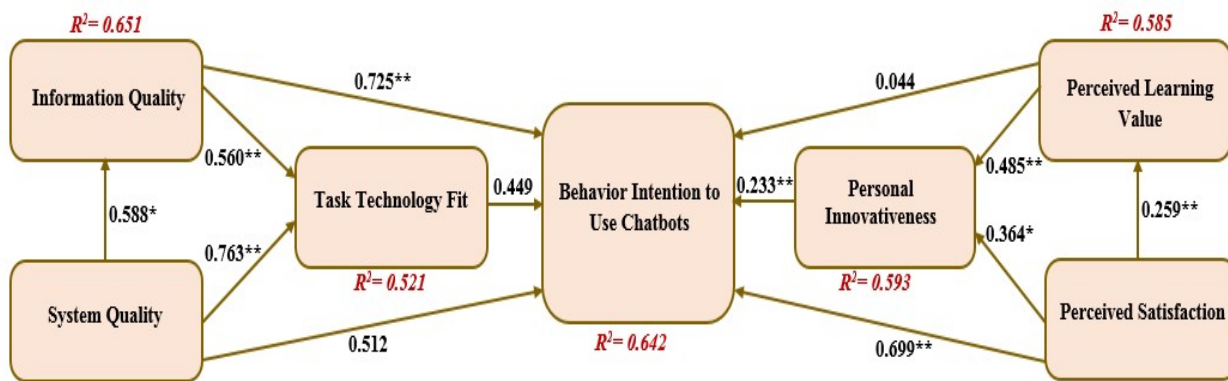 R²= 0.651
R²= 0.585
Information Quality
0.725**
0.044
Perceived Learning
Value
0.560**
0.485**
Task Technology Fit
0.449
Behavior Intention to
Use Chatbots
0.233**
Personal
Innovativeness
0.588*
0.259**
0.763**
0.364*
R²= 0.521
R²= 0.593
System Quality
Perceived Satisfaction
0.512
R²= 0.642
0.699**